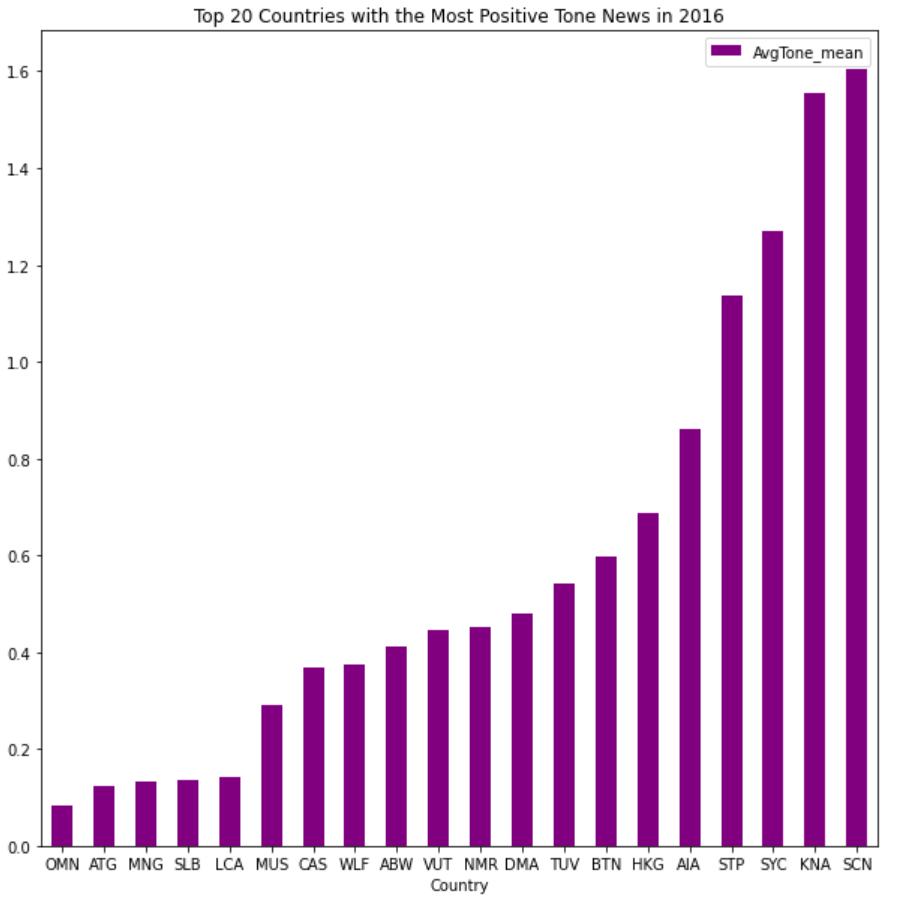 Top 20 Countries with the Most Positive Tone News in 2016
AvgTone_mean
1.6
1.4
1.2
1.0
0.8
0.6
0.4
0.2
0.0
OMN ATG MNG SLB LCA MUS CAS WLF ABW VUT NMR DMA TUV BTN HKG AIA STP SYC KNA SCN
Country